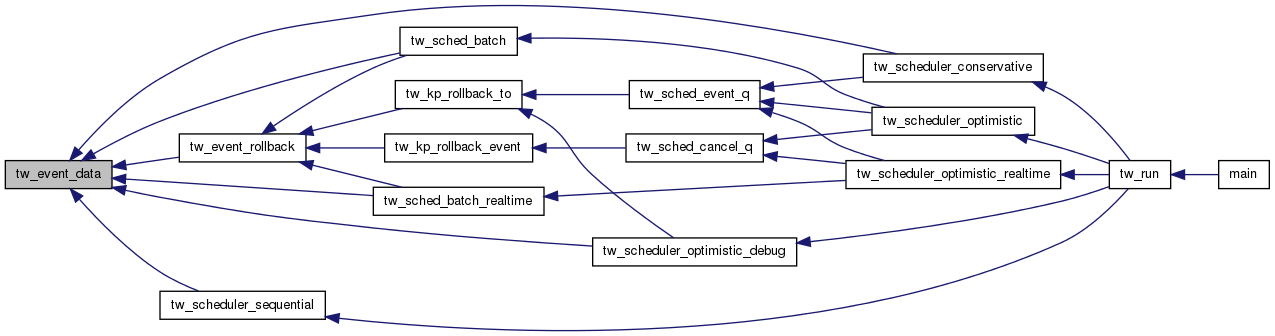 tw_sched_batch
tw_scheduler_conservative
tw_kp_rollback_to
tw_sched_event_q
tw_scheduler_optimistic
tw_event_rollback
tw_kp_rollback_event
tw_sched_cancel_q
tw_event_data
tw_scheduler_optimistic_realtime
tw_run
main
tw_sched_batch_realtime
tw_scheduler_optimistic_debug
tw_scheduler_sequential